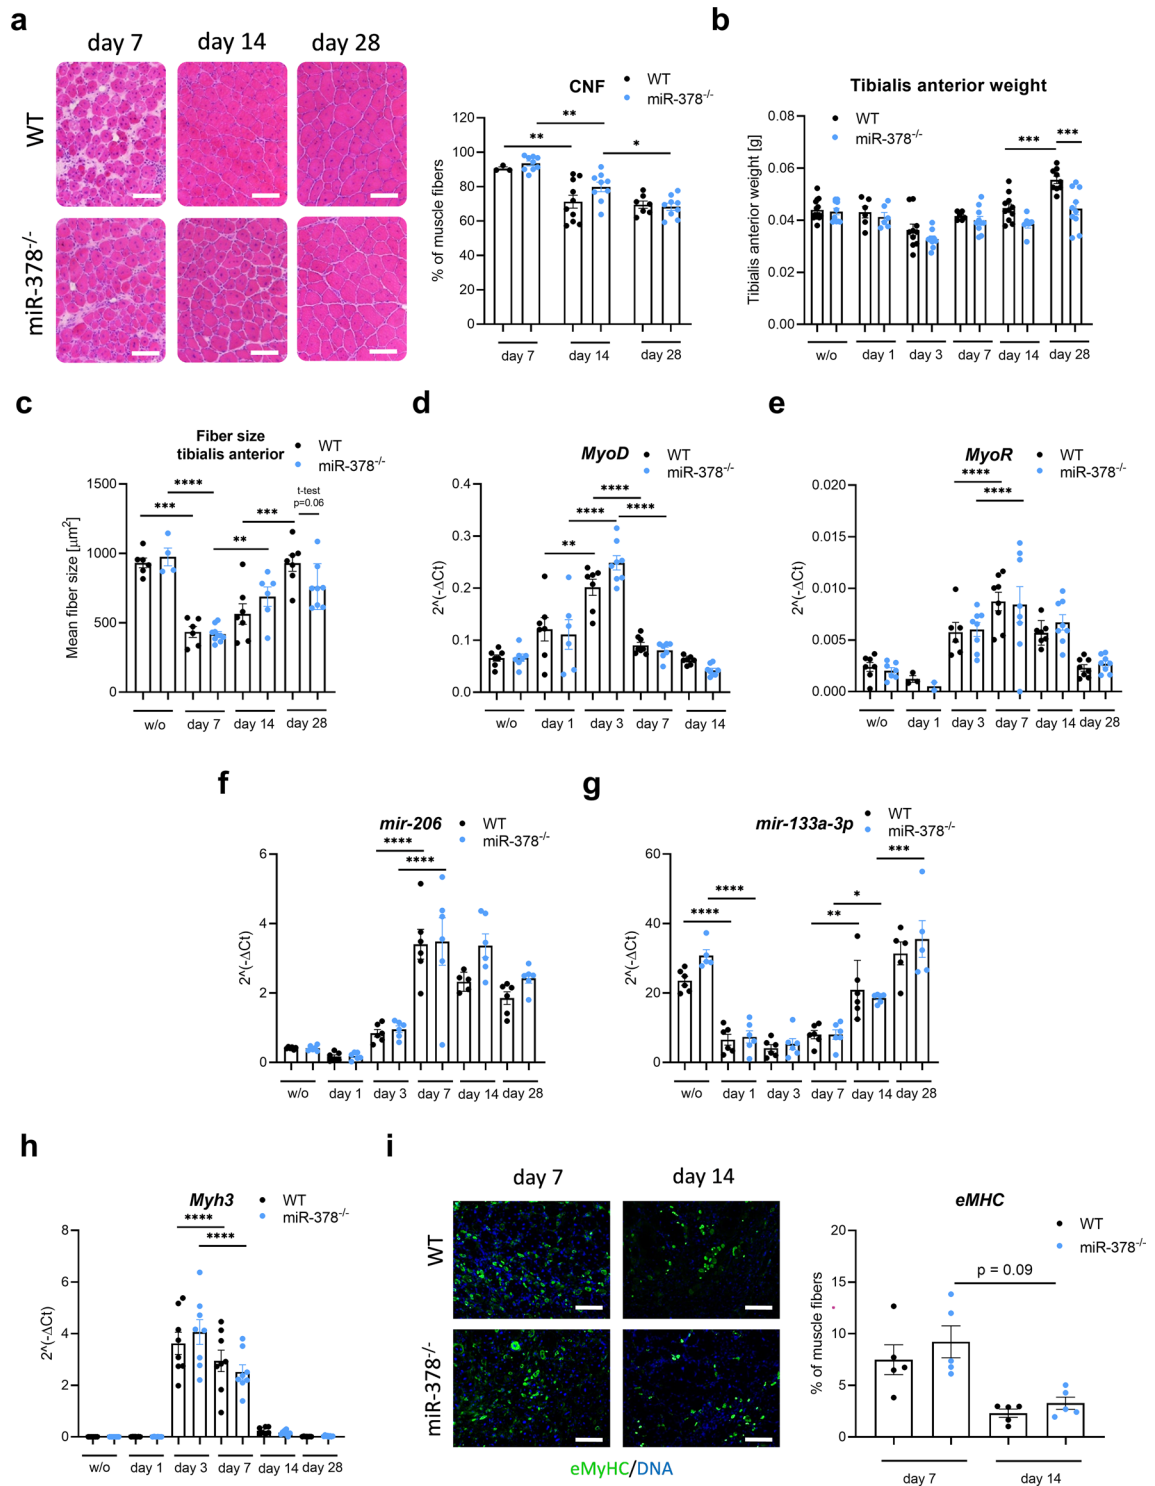 a
day 7
day 14
day 28
WT
miR-378-/-
CNF
WT
miR-378-/-
% of muscle fibers
120
100
80
60
40
20
0
**
**
*
day 7
day 14
day 28
b
Tibialis anterior weight
WT
miR-378-/-
Tibialis anterior weight [g]
0.08
0.06
0.04
0.02
0.00
***
***
w/o
day 1
day 3
day 7
day 14
day 28
c
Fiber size
tibialis anterior
WT
miR-378-/-
Mean fiber size [µm2]
1500
1000
500
0
****
***
**
***
t-test
p=0.06
w/o
day 7
day 14
day 28
d
MyoD
WT
miR-378-/-
2^(-ΔCt)
0.4
0.3
0.2
0.1
0.0
**
****
****
****
w/o
day 1
day 3
day 7
day 14
e
MyoR
WT
miR-378-/-
2^(-ΔCt)
0.020
0.015
0.010
0.005
0.000
****
****
w/o
day 1
day 3
day 7
day 14
day 28
f
mir-206
WT
miR-378-/-
2^(-ΔCt)
6
4
2
0
****
****
w/o
day 1
day 3
day 7
day 14
day 28
g
mir-133a-3p
WT
miR-378-/-
2^(-ΔCt)
60
40
20
0
****
****
**
*
***
w/o
day 1
day 3
day 7
day 14
day 28
h
Myh3
WT
miR-378-/-
2^(-ΔCt)
8
6
4
2
0
****
****
w/o
day 1
day 3
day 7
day 14
day 28
i
day 7
day 14
WT
miR-378-/-
eMyHC/DNA
eMHC
WT
miR-378-/-
% of muscle fibers
20
15
10
5
0
p = 0.09
day 7
day 14